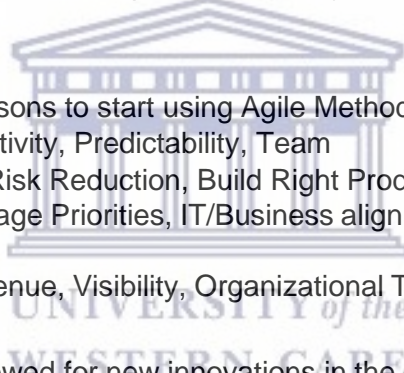 sons to start using Agile Method
tivity, Predictability, Team
Risk Reduction, Build Right Prod
age Priorities, IT/Business align
enue, Visibility, Organizational T
UNIVERSITY of the
wed for new innovations in the
WESTERN CAPE